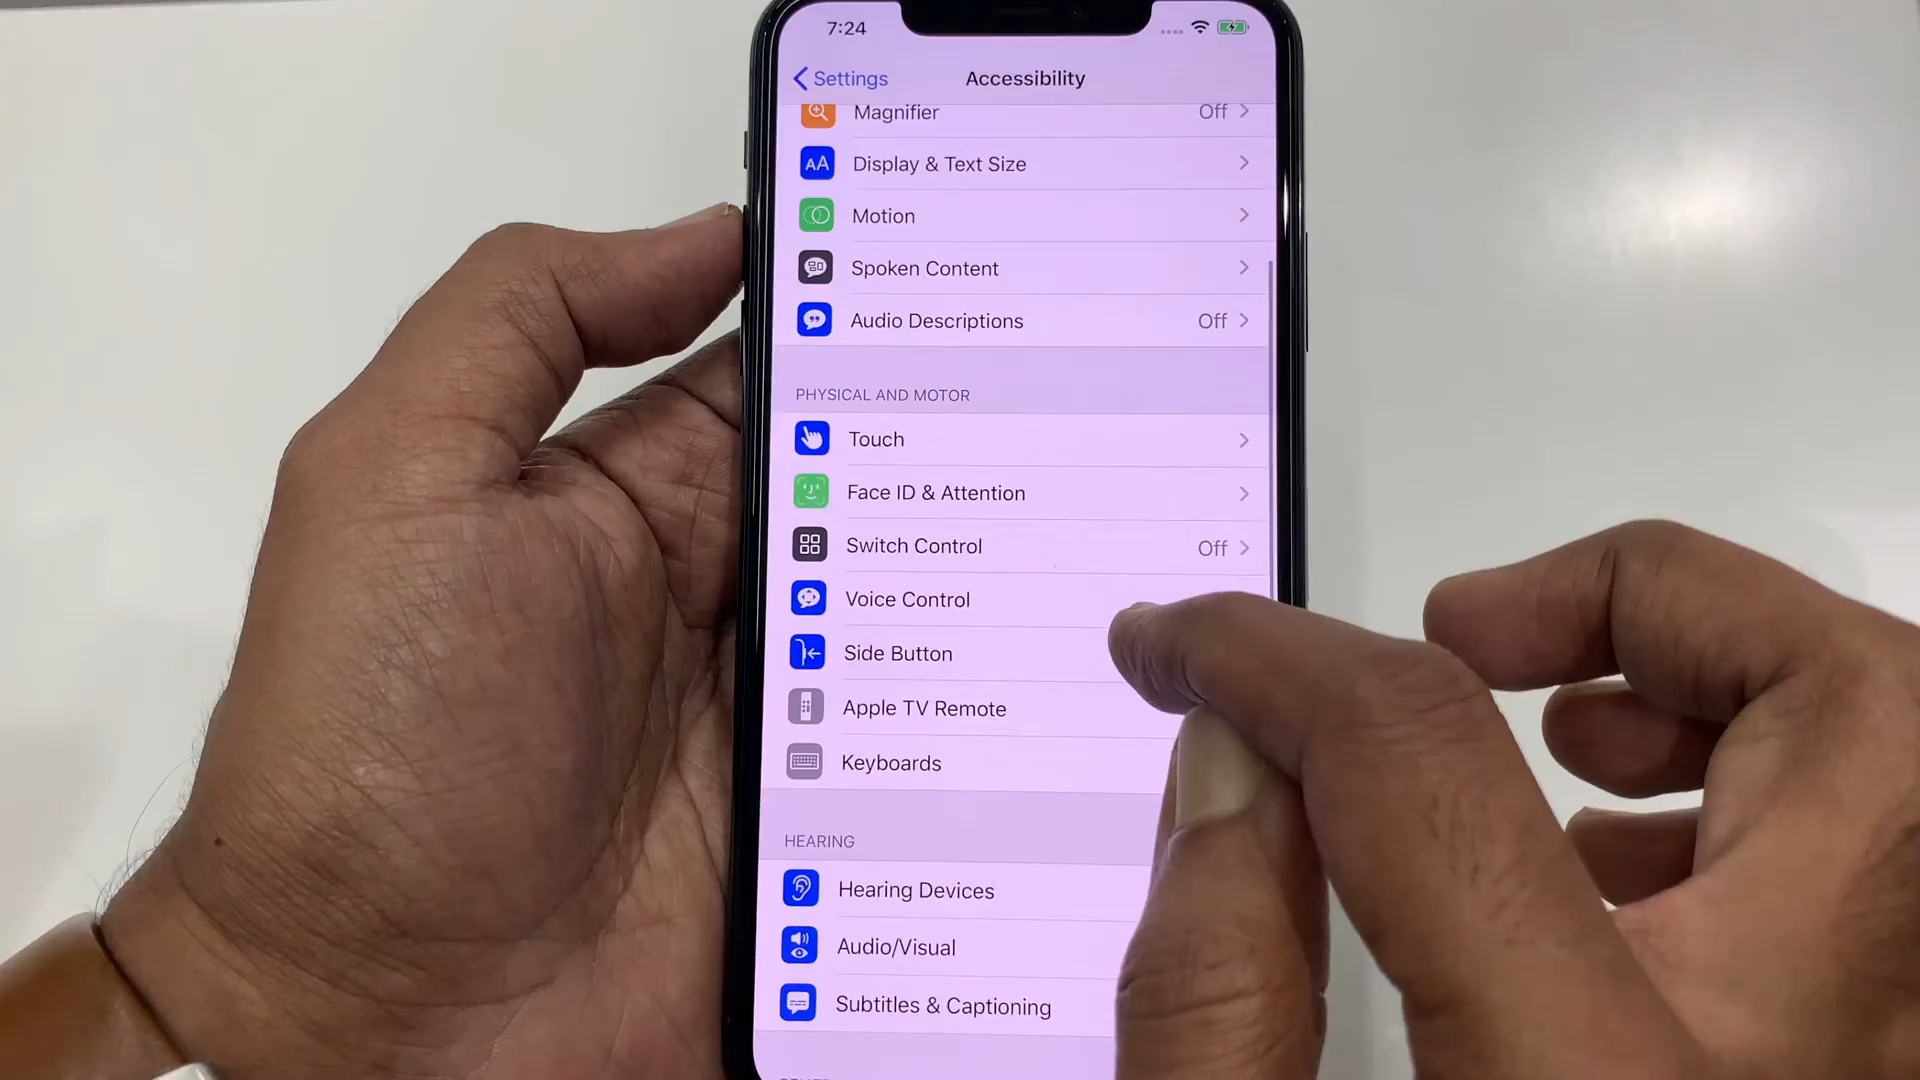 7:24
Settings
Accessibility
Magnifier Off
AA Display & Text Size
Motion
Spoken Content
Audio Descriptions Off
PHYSICAL AND MOTOR
Touch
Face ID & Attention
Switch Control Off
Voice Control
Side Button
Apple TV Remote
Keyboards
HEARING
Hearing Devices
Audio/Visual
Subtitles & Captioning